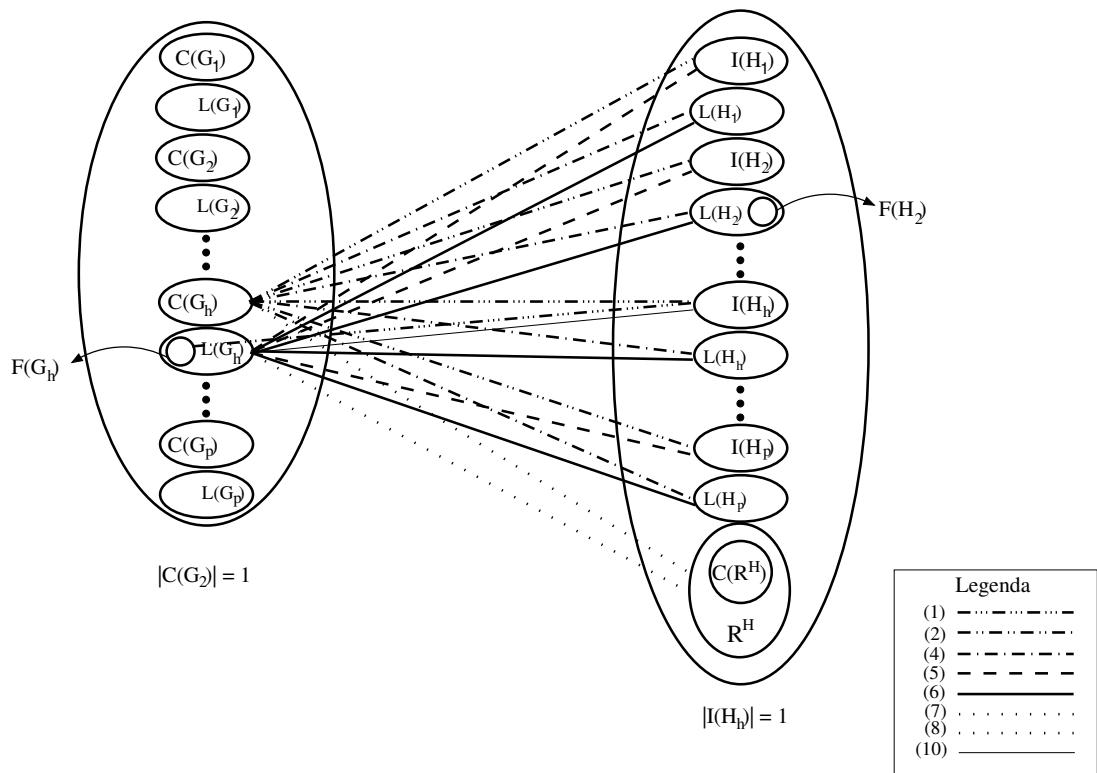 C(G₁)
L(G₁)
C(G₂)
L(G₂)
C(Gₕ)
L(Gₕ)
F(Gₕ)
C(Gₚ)
L(Gₚ)
|C(G₂)| = 1
I(H₁)
L(H₁)
I(H₂)
L(H₂)
F(H₂)
I(Hₕ)
L(Hₕ)
I(Hₚ)
L(Hₚ)
C(Rᴴ)
Rᴴ
|I(Hₕ)| = 1
Legenda
(1)
(2)
(4)
(5)
(6)
(7)
(8)
(10)